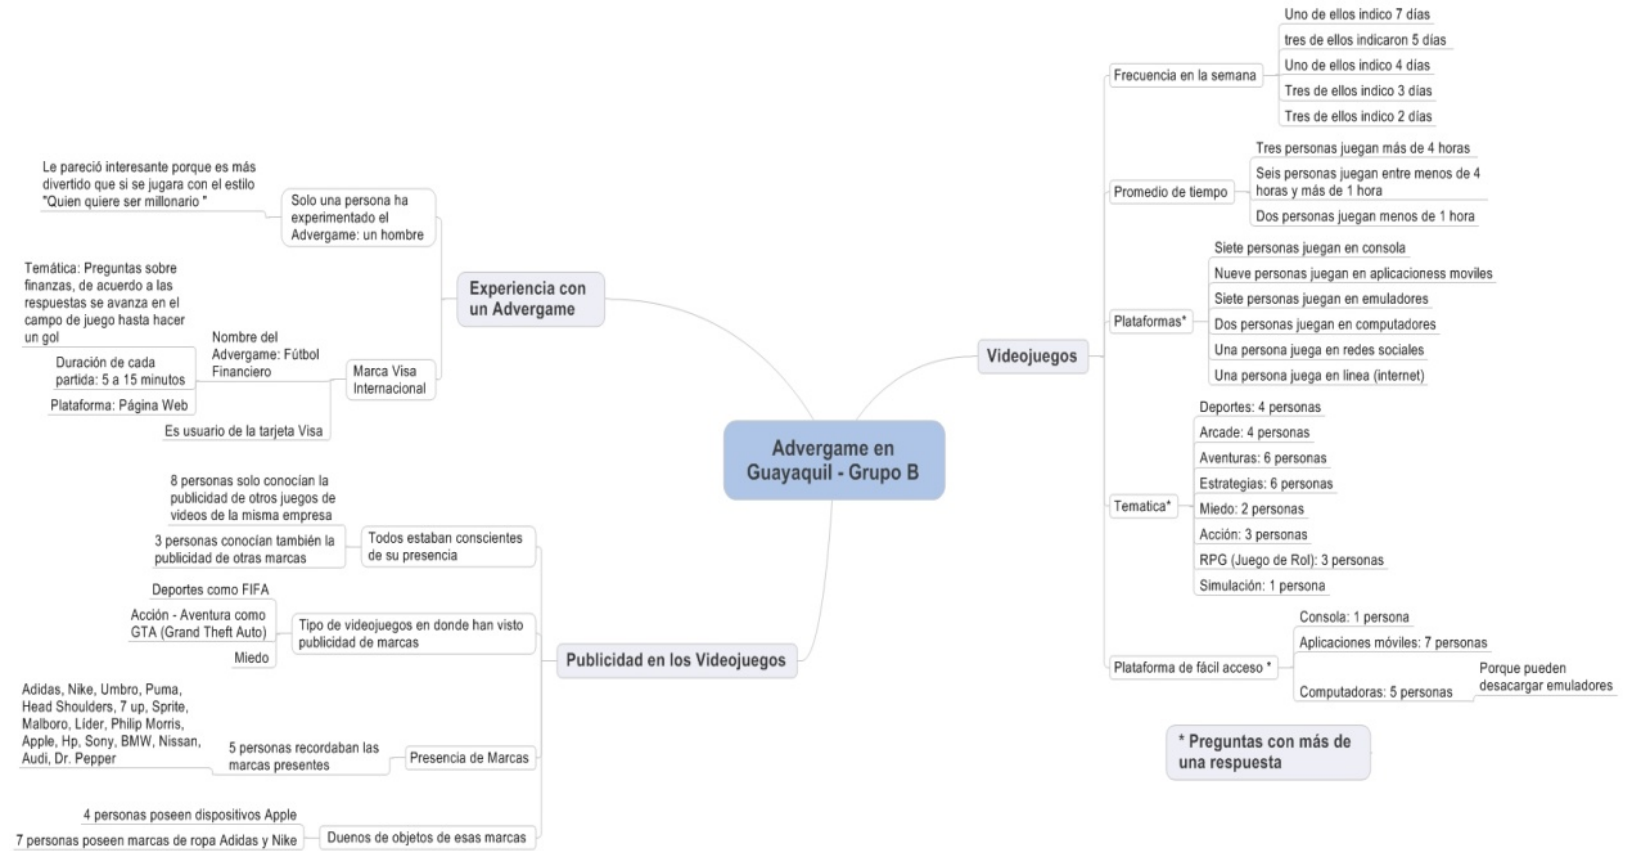 Advergame en
Guayaquil - Grupo B
Videojuegos
Frecuencia en la semana
Uno de ellos indico 7 días
tres de ellos indicaron 5 días
Uno de ellos indico 4 días
Tres de ellos indico 3 días
Tres de ellos indico 2 días
Promedio de tiempo
Tres personas juegan más de 4 horas
Seis personas juegan entre menos de 4
horas y más de 1 hora
Dos personas juegan menos de 1 hora
Plataformas*
Siete personas juegan en consola
Nueve personas juegan en aplicacioness moviles
Siete personas juegan en emuladores
Dos personas juegan en computadores
Una persona juega en redes sociales
Una persona juega en linea (internet)
Tematica*
Deportes: 4 personas
Arcade: 4 personas
Aventuras: 6 personas
Estrategias: 6 personas
Miedo: 2 personas
Acción: 3 personas
RPG (Juego de Rol): 3 personas
Simulación: 1 persona
Plataforma de fácil acceso *
Consola: 1 persona
Aplicaciones móviles: 7 personas
Computadoras: 5 personas
Porque pueden
desacargar emuladores
* Preguntas con más de
una respuesta
Experiencia con
un Advergame
Solo una persona ha
experimentado el
Advergame: un hombre
Le pareció interesante porque es más
divertido que si se jugara con el estilo
"Quien quiere ser millonario "
Marca Visa
Internacional
Nombre del
Advergame: Fútbol
Financiero
Temática: Preguntas sobre
finanzas, de acuerdo a las
respuestas se avanza en el
campo de juego hasta hacer
un gol
Duración de cada
partida: 5 a 15 minutos
Plataforma: Página Web
Es usuario de la tarjeta Visa
Publicidad en los Videojuegos
Todos estaban conscientes
de su presencia
8 personas solo conocían la
publicidad de otros juegos de
videos de la misma empresa
3 personas conocían también la
publicidad de otras marcas
Tipo de videojuegos en donde han visto
publicidad de marcas
Deportes como FIFA
Acción - Aventura como
GTA (Grand Theft Auto)
Miedo
Presencia de Marcas
5 personas recordaban las
marcas presentes
Adidas, Nike, Umbro, Puma,
Head Shoulders, 7 up, Sprite,
Malboro, Líder, Philip Morris,
Apple, Hp, Sony, BMW, Nissan,
Audi, Dr. Pepper
Duenos de objetos de esas marcas
4 personas poseen dispositivos Apple
7 personas poseen marcas de ropa Adidas y Nike